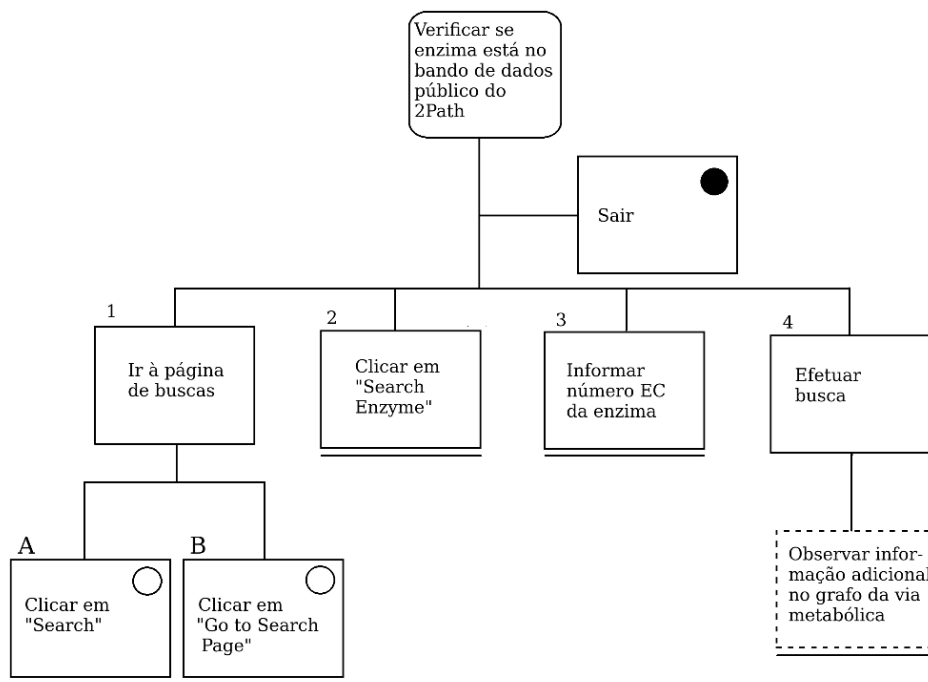 Verificar se
enzima está no
bando de dados
público do
2Path
Sair
1
Ir à página
de buscas
2
Clicar em
"Search
Enzyme"
3
Informar
número EC
da enzima
4
Efetuar
busca
A
Clicar em
"Search"
B
Clicar em
"Go to Search
Page"
Observar infor-
mação adicional
no grafo da via
metabólica